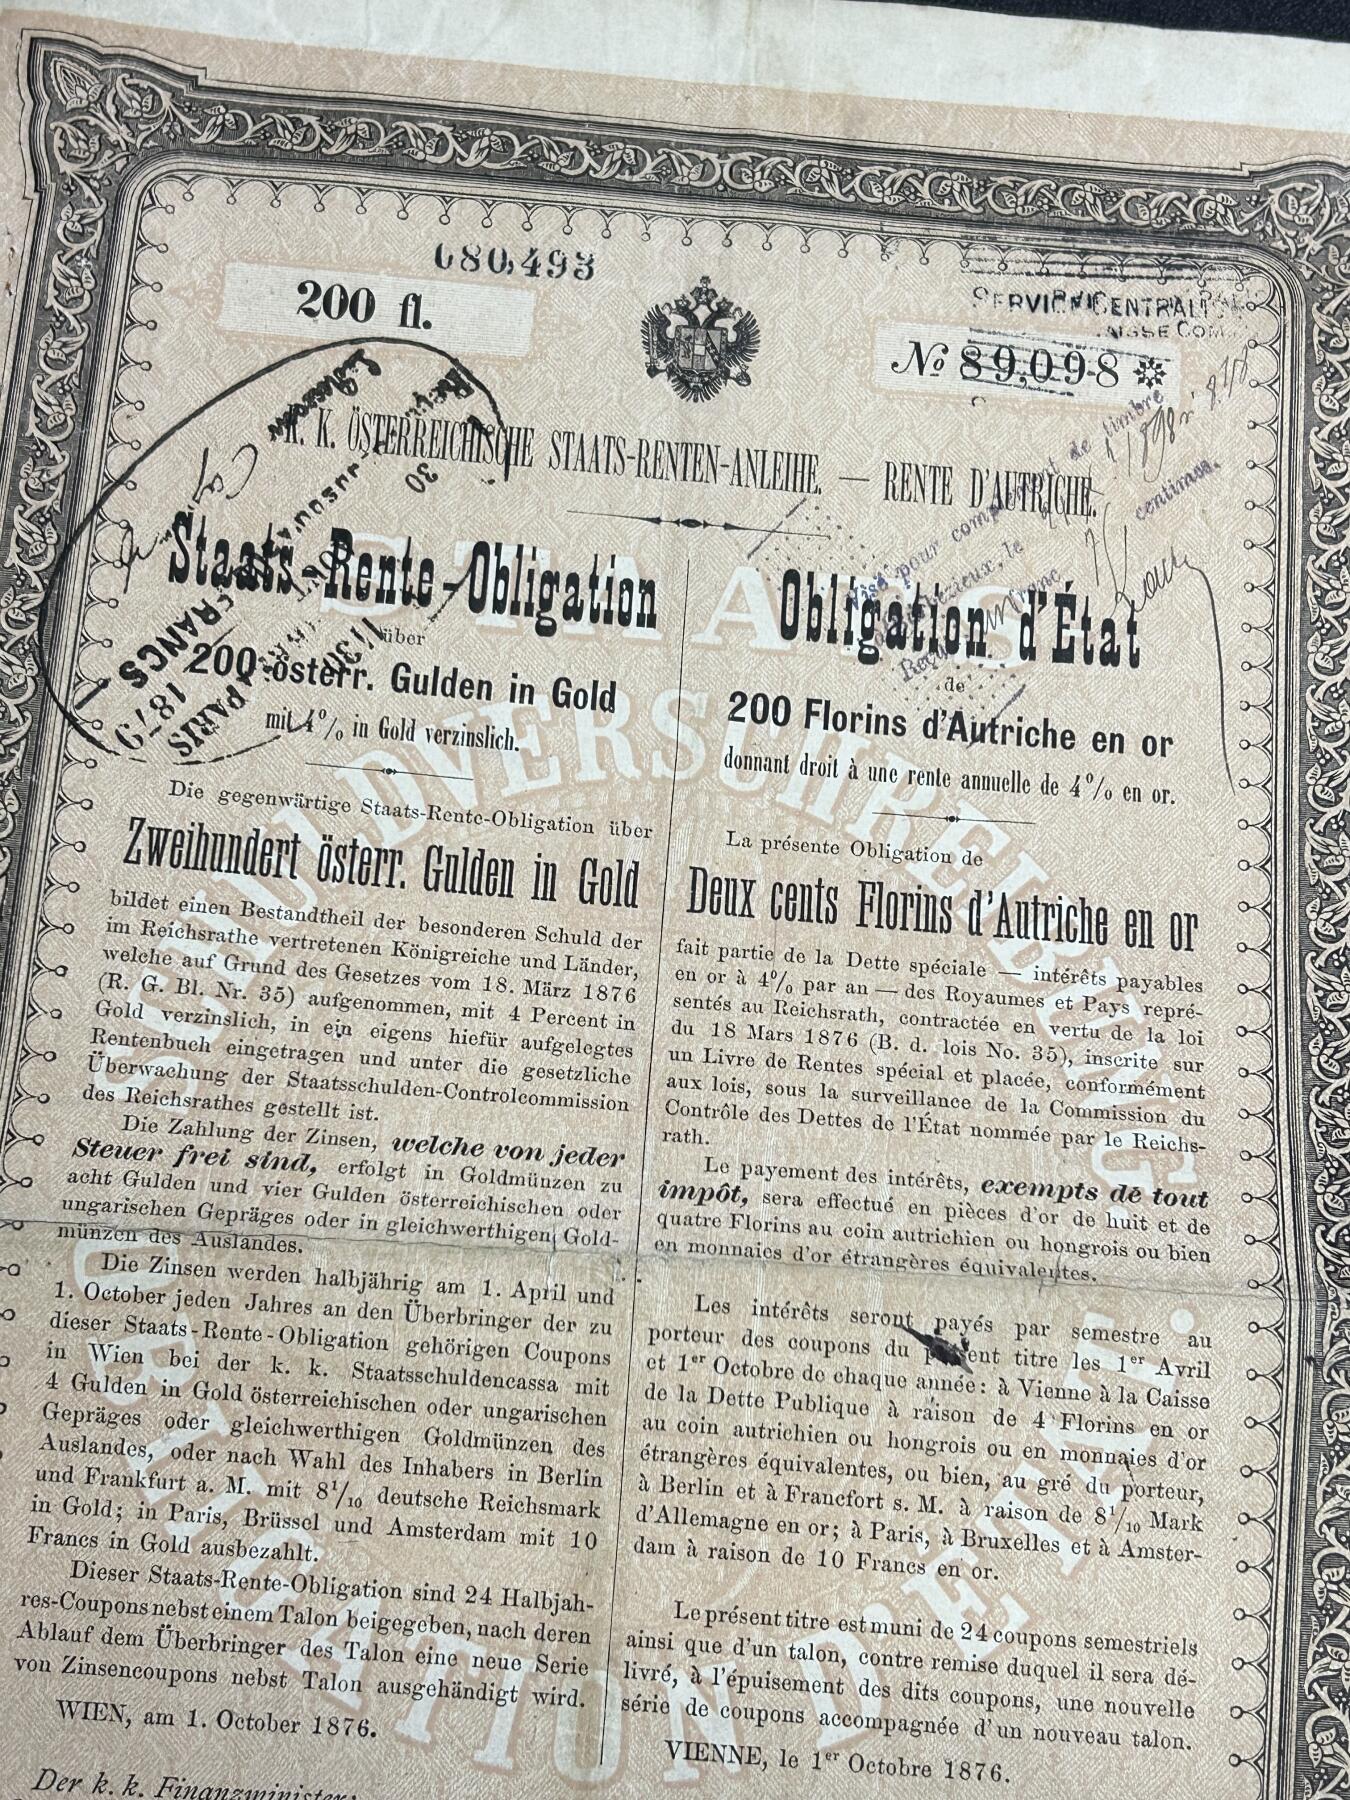 080,493
200 fl.
SERVICE CENTRAL
No 89,098
K. K. ÖSTERREICHISCHE STAATS-RENTEN-ANLEIHE. — RENTE D'AUTRICHE.
Staats-Rente-Obligation
über
200 österr. Gulden in Gold
mit 4% in Gold verzinslich.
Die gegenwärtige Staats-Rente-Obligation über
Zweihundert österr. Gulden in Gold
bildet einen Bestandtheil der besonderen Schuld der
im Reichsrathe vertretenen Königreiche und Länder,
welche auf Grund des Gesetzes vom 18. März 1876
(R. G. Bl. Nr. 35) aufgenommen, mit 4 Percent in
Gold verzinslich, in ein eigens hiefür aufgelegtes
Rentenbuch eingetragen und unter die gesetzliche
Überwachung der Staatsschulden-Controlcommission
des Reichsrathes gestellt ist.
Die Zahlung der Zinsen, welche von jeder
Steuer frei sind, erfolgt in Goldmünzen zu
acht Gulden und vier Gulden österreichischen oder
ungarischen Gepräges oder in gleichwerthigen Gold-
münzen des Auslandes.
Die Zinsen werden halbjährig am 1. April und
1. October jeden Jahres an den Überbringer der zu
dieser Staats-Rente-Obligation gehörigen Coupons
in Wien bei der k. k. Staatsschuldencassa mit
4 Gulden in Gold österreichischen oder ungarischen
Gepräges oder gleichwerthigen Goldmünzen des
Auslandes, oder nach Wahl des Inhabers in Berlin
und Frankfurt a. M. mit 8 1/10 deutsche Reichsmark
in Gold; in Paris, Brüssel und Amsterdam mit 10
Francs in Gold ausbezahlt.
Dieser Staats-Rente-Obligation sind 24 Halbjah-
res-Coupons nebst einem Talon beigegeben, nach deren
Ablauf dem Überbringer des Talon eine neue Serie
von Zinsencoupons nebst Talon ausgehändigt wird.
WIEN, am 1. October 1876.
Der k. k. Finanzminister:
Obligation d'État
de
200 Florins d'Autriche en or
donnant droit à une rente annuelle de 4% en or.
La présente Obligation de
Deux cents Florins d'Autriche en or
fait partie de la Dette spéciale — intérêts payables
en or à 4% par an — des Royaumes et Pays repré-
sentés au Reichsrath, contractée en vertu de la loi
du 18 Mars 1876 (B. d. lois No. 35), inscrite sur
un Livre de Rentes spécial et placée, conformément
aux lois, sous la surveillance de la Commission du
Contrôle des Dettes de l'État nommée par le Reichs-
rath.
Le payement des intérêts, exempts de tout
impôt, sera effectué en pièces d'or de huit et de
quatre Florins au coin autrichien ou hongrois ou bien
en monnaies d'or étrangères équivalentes.
Les intérêts seront payés par semestre au
porteur des coupons du présent titre les 1er Avril
et 1er Octobre de chaque année: à Vienne à la Caisse
de la Dette Publique à raison de 4 Florins en or
au coin autrichien ou hongrois ou en monnaies d'or
étrangères équivalentes, ou bien, au gré du porteur,
à Berlin et à Francfort s. M. à raison de 8 1/10 Mark
d'Allemagne en or; à Paris, à Bruxelles et à Amster-
dam à raison de 10 Francs en or.
Le présent titre est muni de 24 coupons semestriels
ainsi que d'un talon, contre remise duquel il sera dé-
livré, à l'épuisement des dits coupons, une nouvelle
série de coupons accompagnée d'un nouveau talon.
VIENNE, le 1er Octobre 1876.
Visé pour complément de timbre
centimes.
PARIS
FRANCS
STAATS
SCHULDVERSCHREIBUNG
OBLIGATION D'ÉTAT